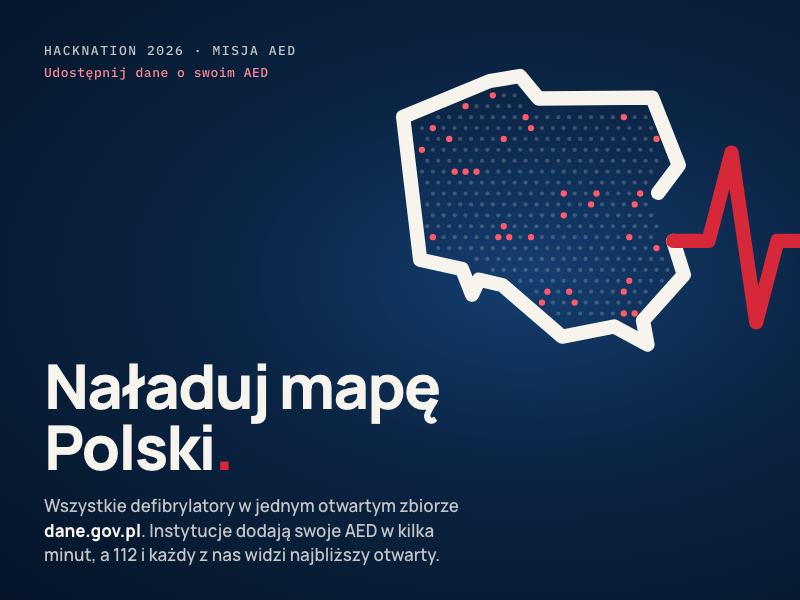 HACKNATION 2026 · MISJA AED
Udostępnij dane o swoim AED
Naładuj mapę
Polski.
Wszystkie defibrylatory w jednym otwartym zbiorze
dane.gov.pl. Instytucje dodają swoje AED w kilka
minut, a 112 i każdy z nas widzi najbliższy otwarty.